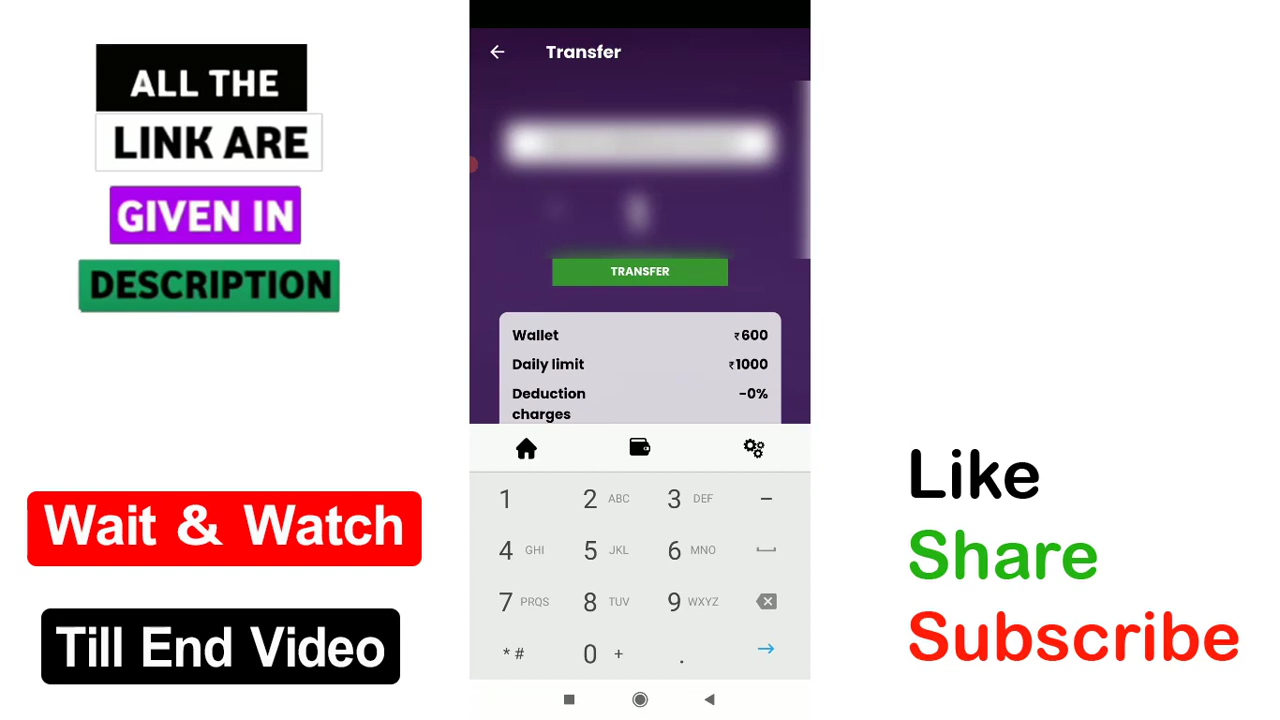 ALL THE
LINK ARE
GIVEN IN
DESCRIPTION
Wait & Watch
Till End Video
Transfer
TRANSFER
Wallet ₹600
Daily limit ₹1000
Deduction charges -0%
1 2 ABC 3 DEF –
4 GHI 5 JKL 6 MNO
7 PQRS 8 TUV 9 WXYZ
* # 0 + .
Like
Share
Subscribe